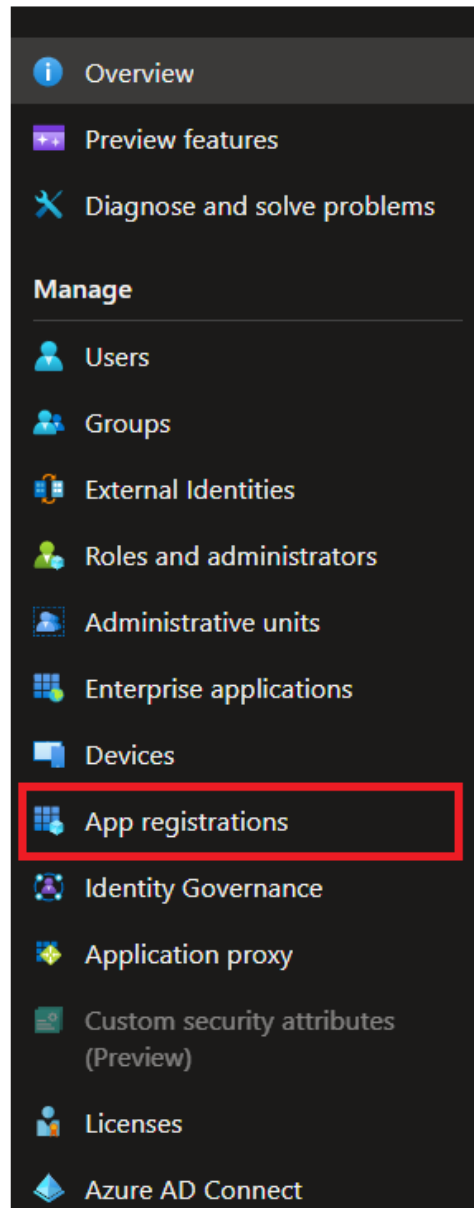 Overview
Preview features
Diagnose and solve problems
Manage
Users
Groups
External Identities
Roles and administrators
Administrative units
Enterprise applications
Devices
App registrations
Identity Governance
Application proxy
Custom security attributes
(Preview)
Licenses
Azure AD Connect